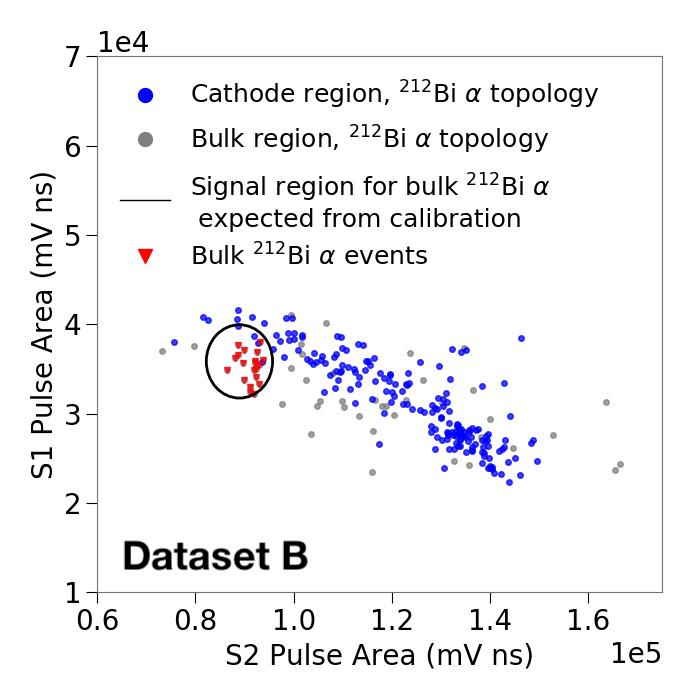 1e4
7
6
5
4
3
2
1
S1 Pulse Area (mV ns)
Cathode region, ²¹²Bi α topology
Bulk region, ²¹²Bi α topology
Signal region for bulk ²¹²Bi α
expected from calibration
Bulk ²¹²Bi α events
Dataset B
0.6 0.8 1.0 1.2 1.4 1.6
S2 Pulse Area (mV ns) 1e5